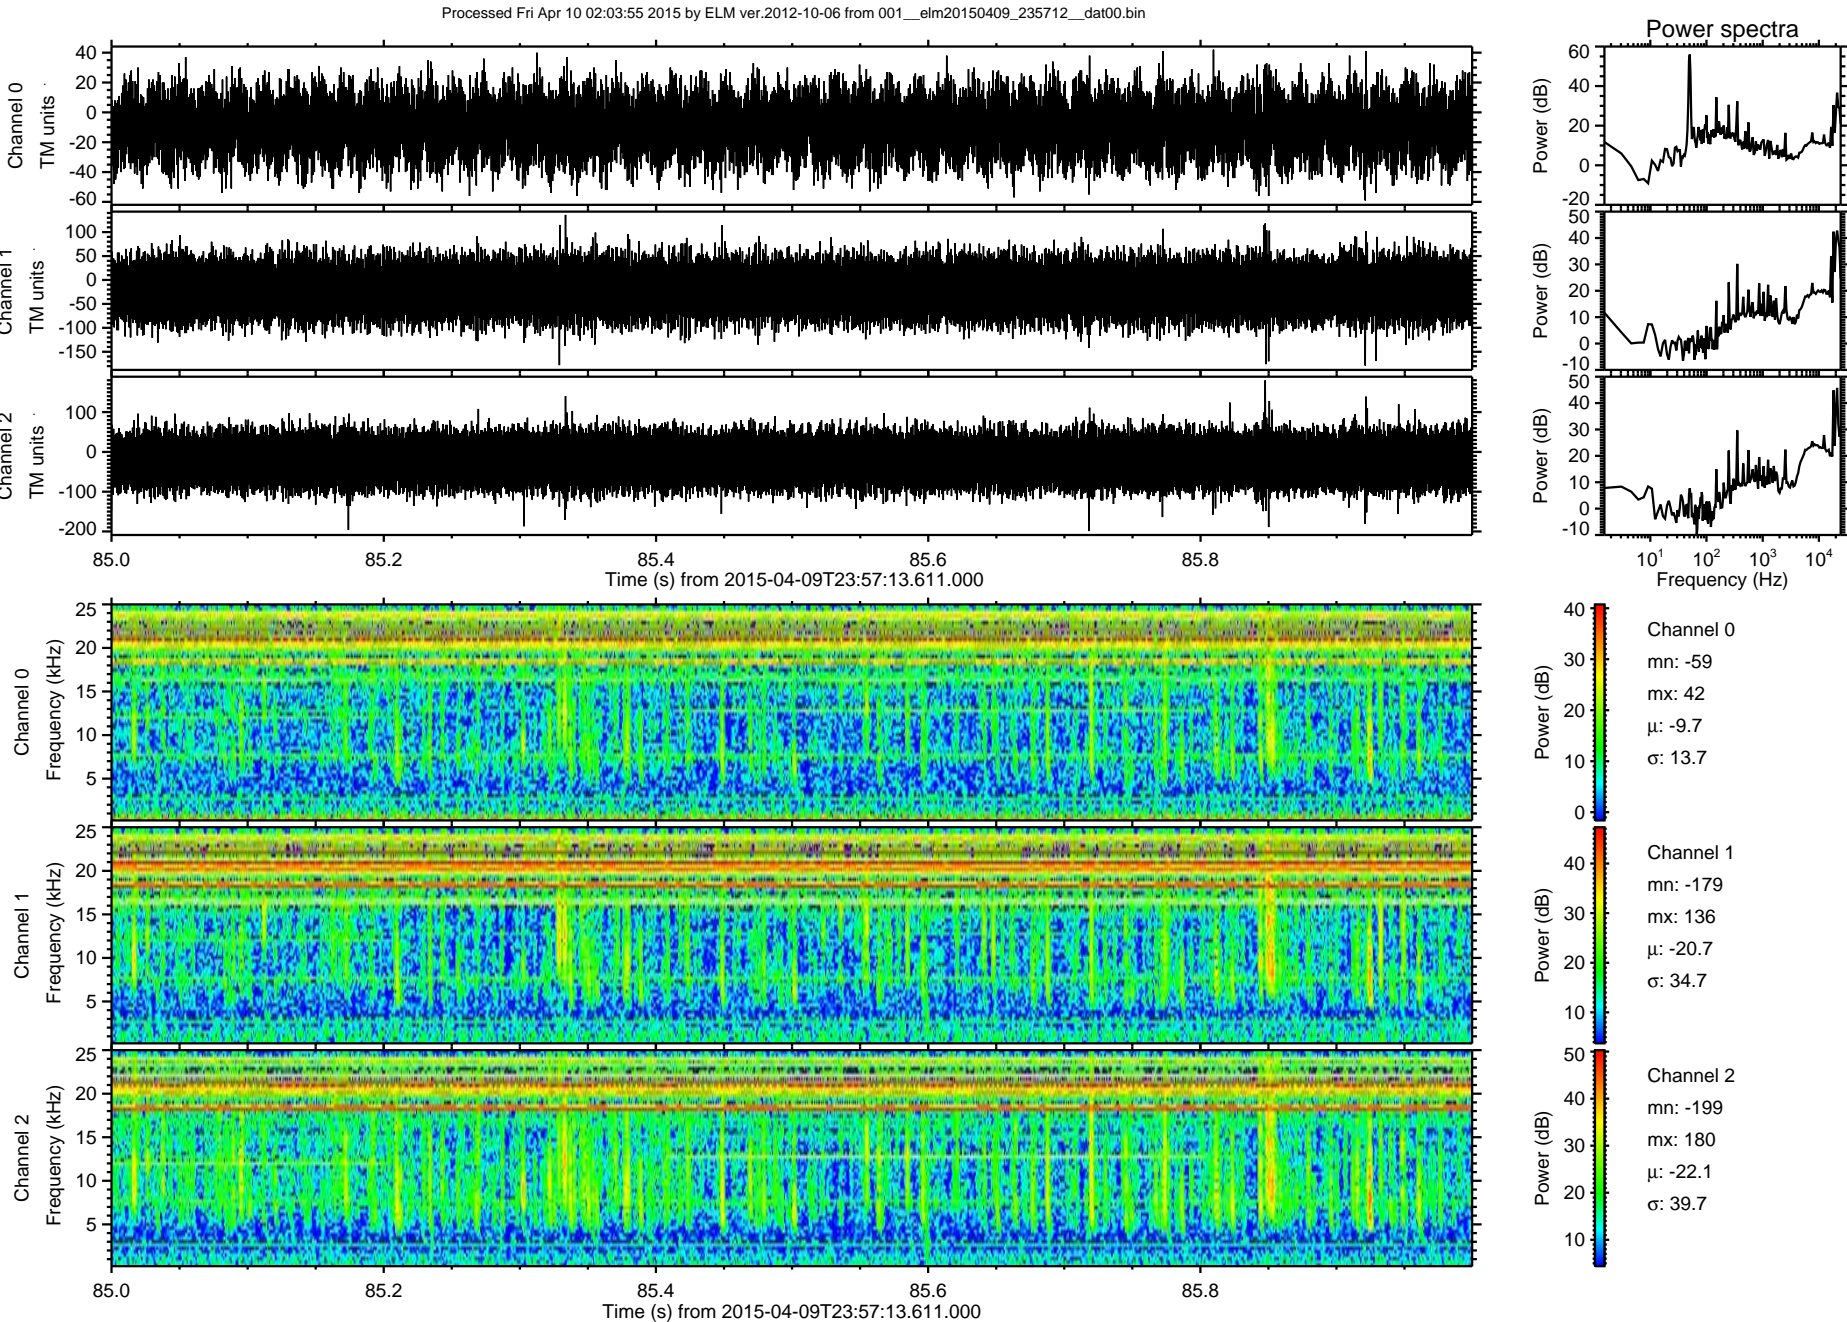 Processed Fri Apr 10 02:03:55 2015 by ELM ver.2012-10-06 from 001__elm20150409_235712__dat00.bin
Power spectra
Channel 0
TM units
40
20
0
-20
-40
-60
Power (dB)
60
40
20
0
-20
Channel 1
TM units
100
50
0
-50
-100
-150
Power (dB)
50
40
30
20
10
0
-10
Channel 2
TM units
100
0
-100
-200
Power (dB)
50
40
30
20
10
0
-10
85.0 85.2 85.4 85.6 85.8
Time (s) from 2015-04-09T23:57:13.611.000
10^1 10^2 10^3 10^4
Frequency (Hz)
Channel 0
Frequency (kHz)
25
20
15
10
5
Power (dB)
40
30
20
10
0
Channel 0
mn: -59
mx: 42
μ: -9.7
σ: 13.7
Channel 1
Frequency (kHz)
25
20
15
10
5
Power (dB)
40
30
20
10
Channel 1
mn: -179
mx: 136
μ: -20.7
σ: 34.7
Channel 2
Frequency (kHz)
25
20
15
10
5
Power (dB)
50
40
30
20
10
Channel 2
mn: -199
mx: 180
μ: -22.1
σ: 39.7
85.0 85.2 85.4 85.6 85.8
Time (s) from 2015-04-09T23:57:13.611.000